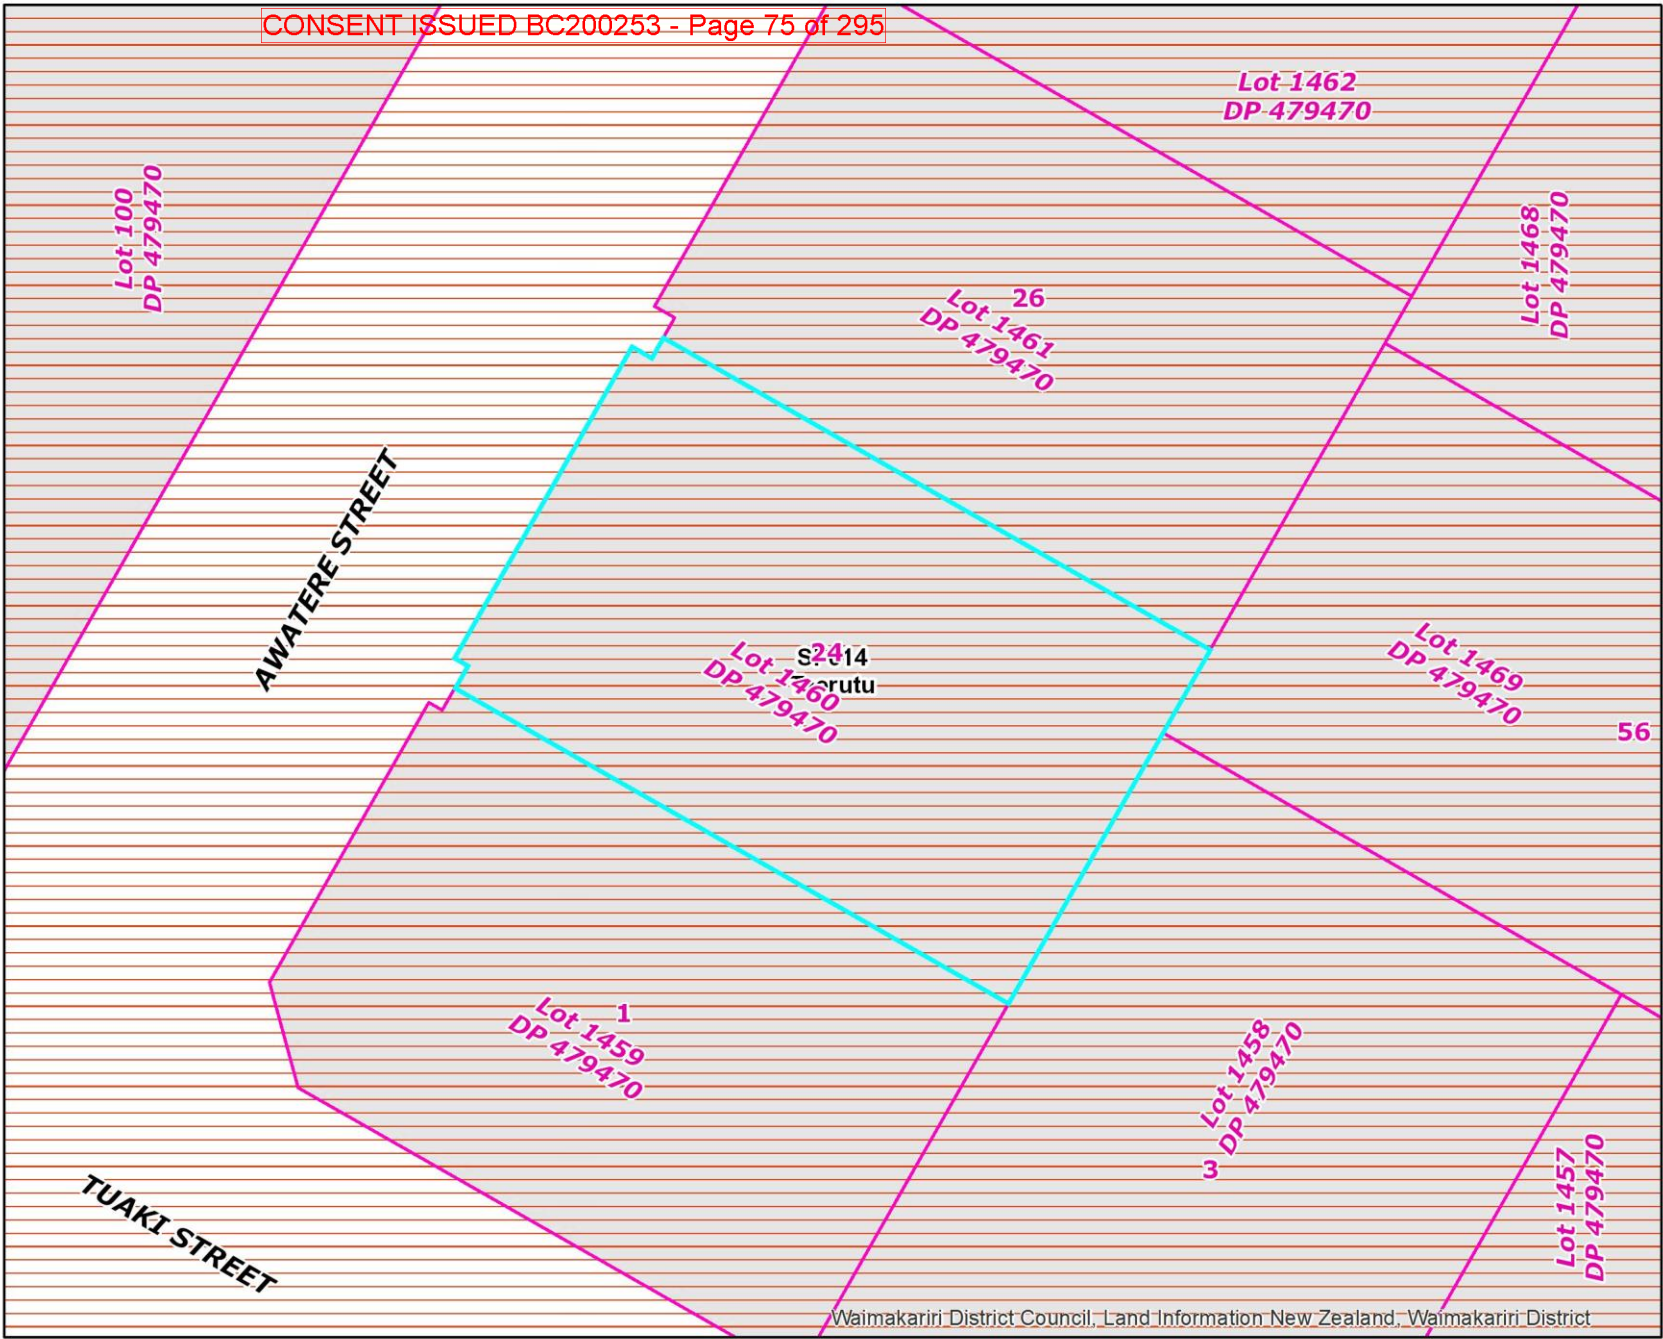 CONSENT ISSUED BC200253 - Page 75 of 295
Lot 1462
DP 479470
Lot 100
DP 479470
Lot 1468
DP 479470
26
Lot 1461
DP 479470
AWATERE STREET
24
Lot 1460
DP 479470
Lot 1469
DP 479470
56
1
Lot 1459
DP 479470
Lot 1458
DP 479470
3
Lot 1457
DP 479470
TUAKI STREET
Waimakariri District Council, Land Information New Zealand, Waimakariri District